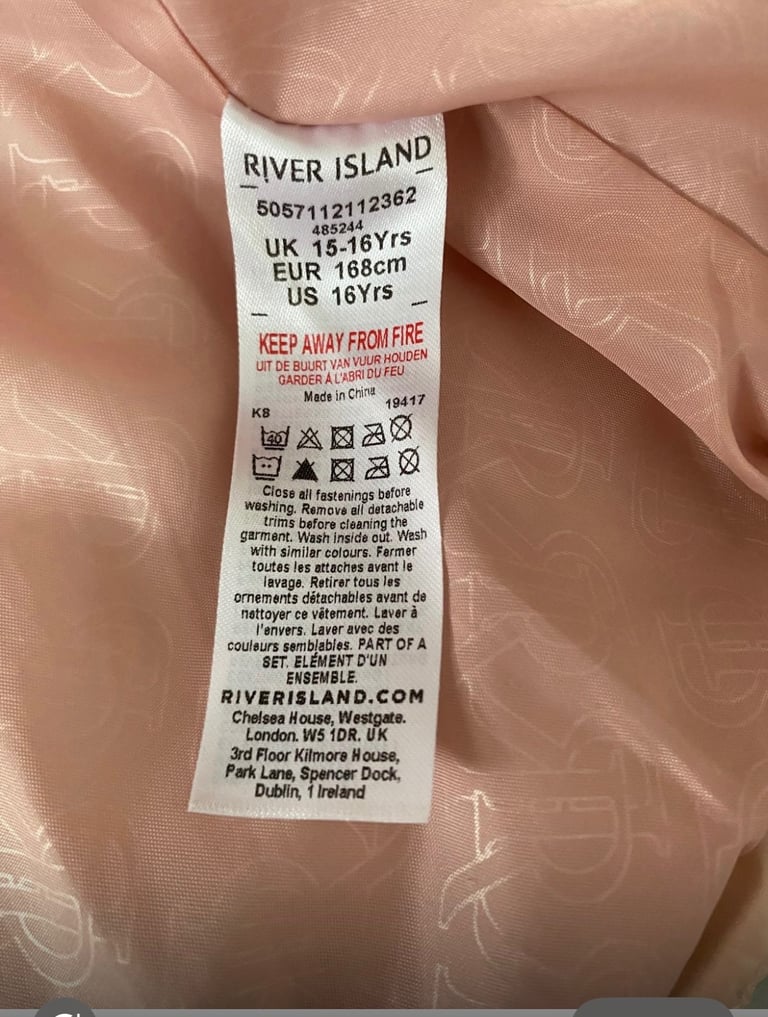 RIVER ISLAND
5057112112362
485244
UK 15-16Yrs
EUR 168cm
US 16Yrs
KEEP AWAY FROM FIRE
UIT DE BUURT VAN VUUR HOUDEN
GARDER À L'ABRI DU FEU
Made in China
K8 19417
40
Close all fastenings before
washing. Remove all detachable
trims before cleaning the
garment. Wash inside out. Wash
with similar colours. Fermer
toutes les attaches avant le
lavage. Retirer tous les
ornements détachables avant de
nettoyer ce vêtement. Laver à
l'envers. Laver avec des
couleurs semblables. PART OF A
SET. ELÉMENT D'UN
ENSEMBLE.
RIVERISLAND.COM
Chelsea House, Westgate.
London. W5 1DR. UK
3rd Floor Kilmore House,
Park Lane, Spencer Dock,
Dublin, 1 Ireland